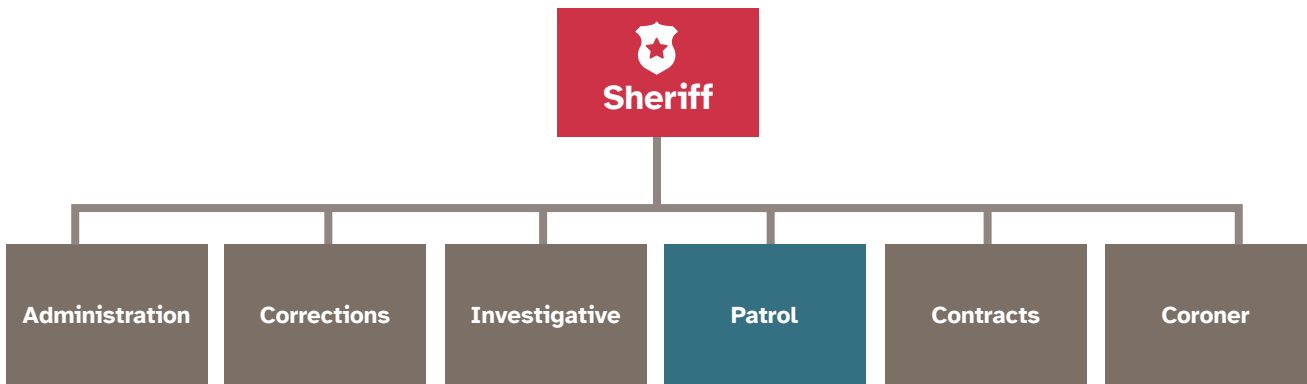 Sheriff
Administration
Corrections
Investigative
Patrol
Contracts
Coroner